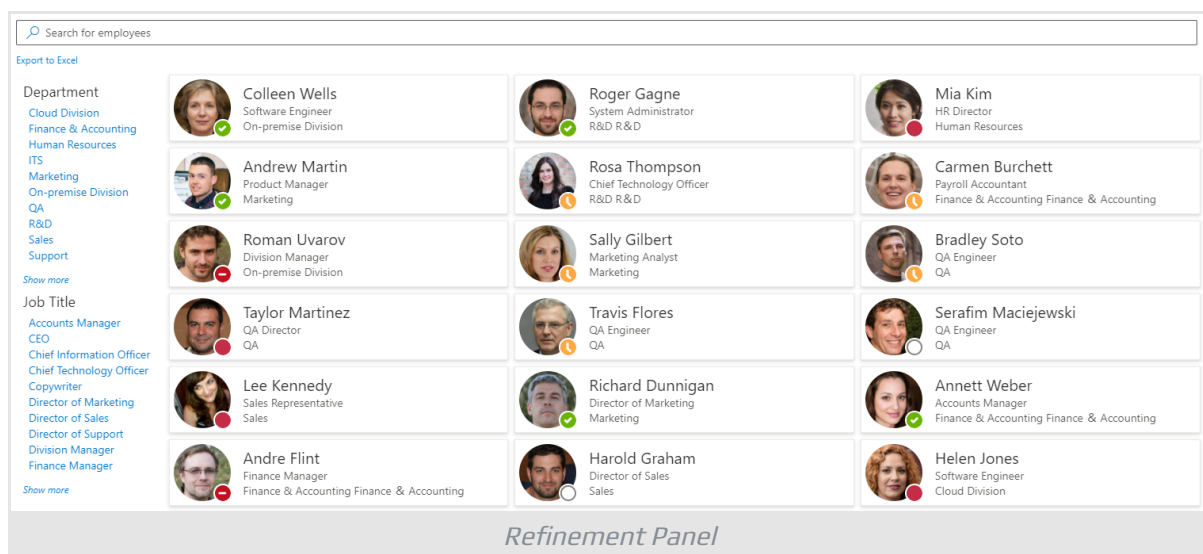 Search for employees
Export to Excel
Department
Cloud Division
Finance & Accounting
Human Resources
ITS
Marketing
On-premise Division
QA
R&D
Sales
Support
Show more
Job Title
Accounts Manager
CEO
Chief Information Officer
Chief Technology Officer
Copywriter
Director of Marketing
Director of Sales
Director of Support
Division Manager
Finance Manager
Show more
Colleen Wells
Software Engineer
On-premise Division
Roger Gagne
System Administrator
R&D R&D
Mia Kim
HR Director
Human Resources
Andrew Martin
Product Manager
Marketing
Rosa Thompson
Chief Technology Officer
R&D R&D
Carmen Burchett
Payroll Accountant
Finance & Accounting Finance & Accounting
Roman Uvarov
Division Manager
On-premise Division
Sally Gilbert
Marketing Analyst
Marketing
Bradley Soto
QA Engineer
QA
Taylor Martinez
QA Director
QA
Travis Flores
QA Engineer
QA
Serafim Maciejewski
QA Engineer
QA
Lee Kennedy
Sales Representative
Sales
Richard Dunnigan
Director of Marketing
Marketing
Annett Weber
Accounts Manager
Finance & Accounting Finance & Accounting
Andre Flint
Finance Manager
Finance & Accounting Finance & Accounting
Harold Graham
Director of Sales
Sales
Helen Jones
Software Engineer
Cloud Division
Refinement Panel